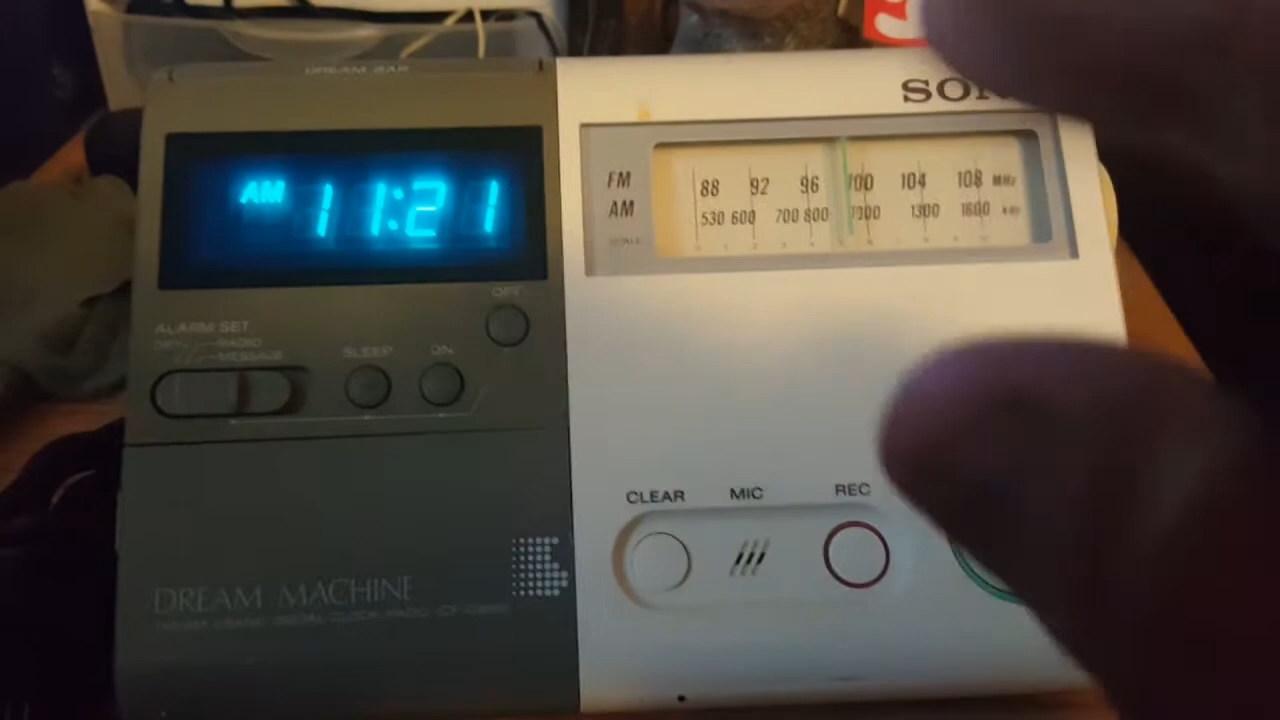 DREAM BAR
SON
AM 11:21
FM 88 92 96 100 104 108 MHz
AM 530 600 700 800 1000 1300 1600 kHz
SCALE
OFF
ALARM SET
RADIO
MESSAGE
SLEEP
ON
CLEAR
MIC
REC
DREAM MACHINE